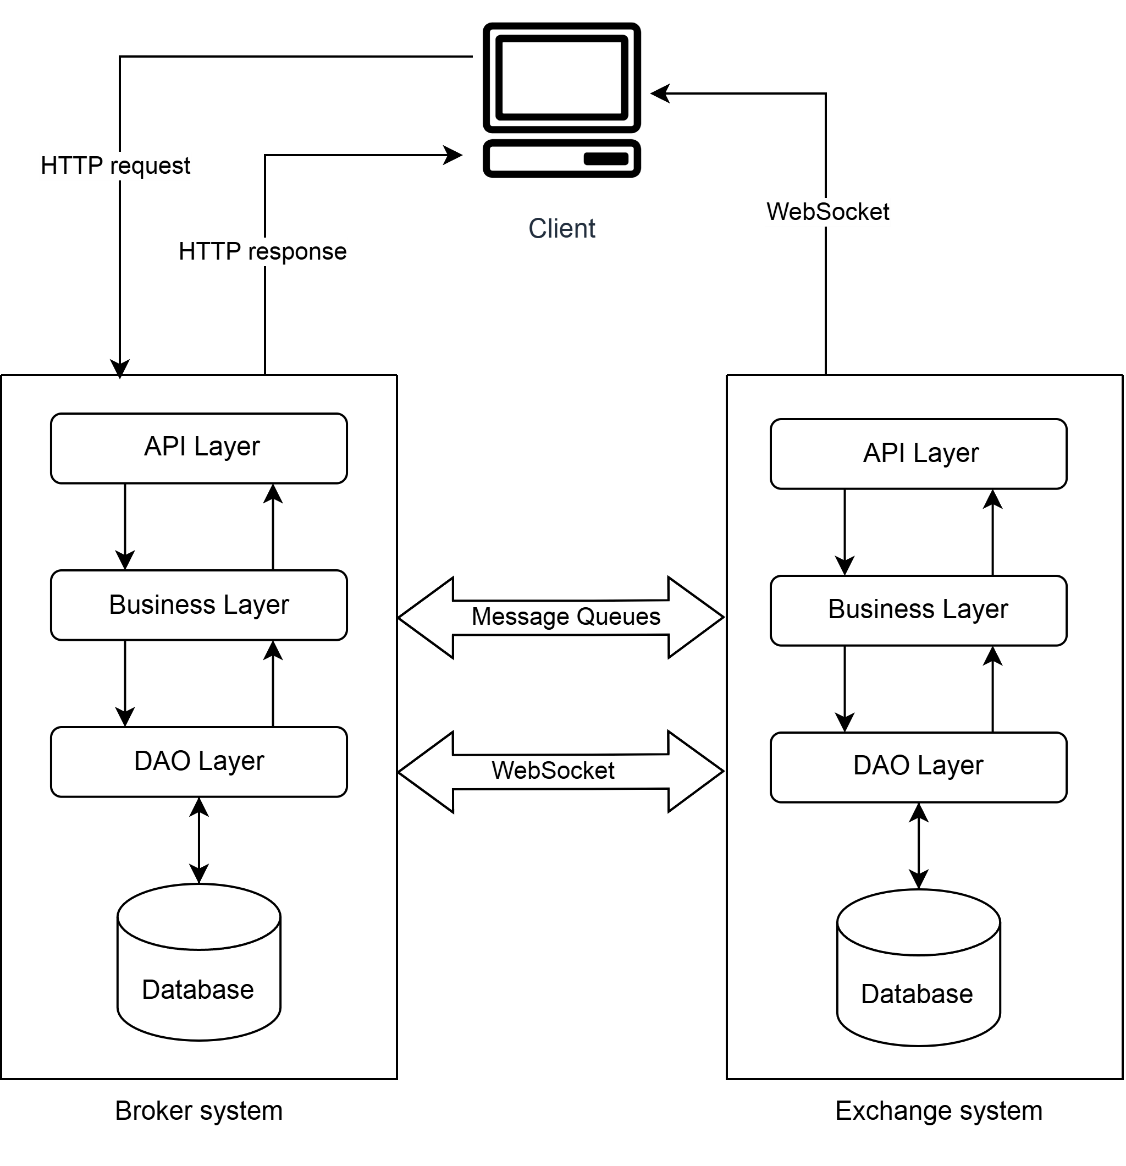 HTTP request
HTTP response
Client
WebSocket
API Layer
Business Layer
DAO Layer
Database
Broker system
Message Queues
WebSocket
API Layer
Business Layer
DAO Layer
Database
Exchange system